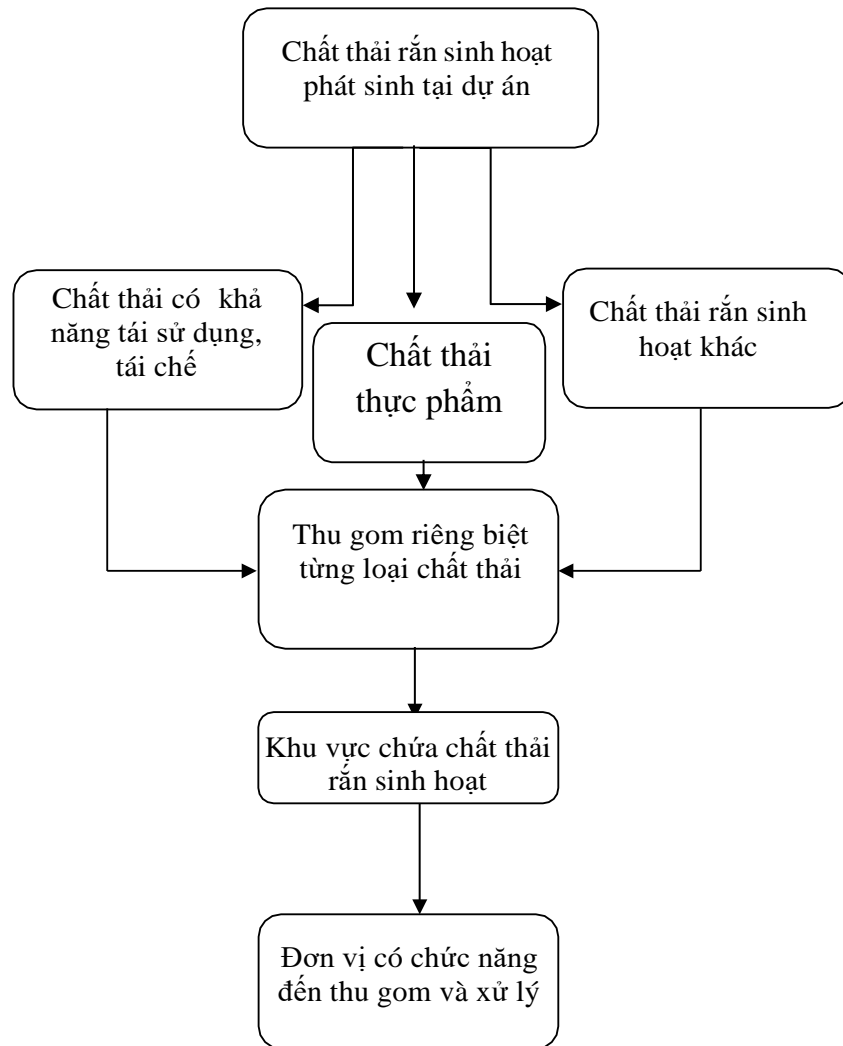 Chất thải rắn sinh hoạt
phát sinh tại dự án
Chất thải có khả
năng tái sử dụng,
tái chế
Chất thải
thực phẩm
Chất thải rắn sinh
hoạt khác
Thu gom riêng biệt
từng loại chất thải
Khu vực chứa chất thải
rắn sinh hoạt
Đơn vị có chức năng
đến thu gom và xử lý